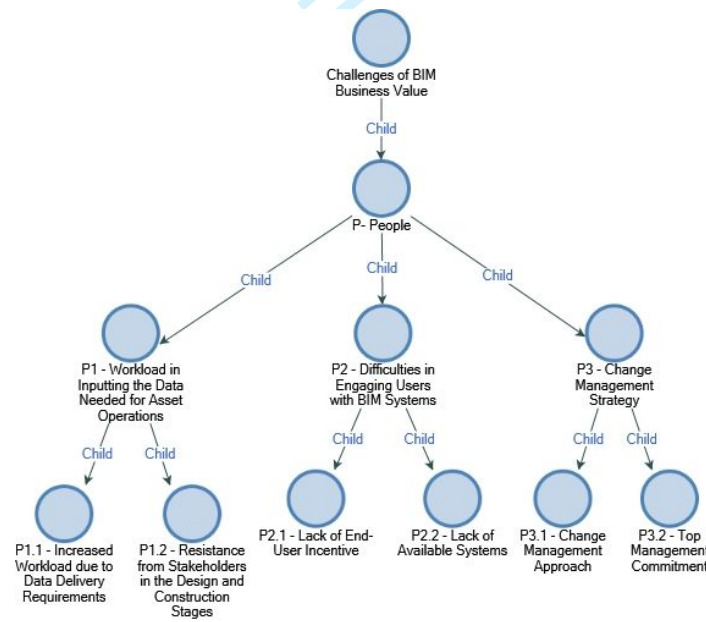 Challenges of BIM
Business Value
Child
P- People
Child
Child
Child
P1 - Workload in
Inputting the Data
Needed for Asset
Operations
P2 - Difficulties in
Engaging Users
with BIM Systems
P3 - Change
Management
Strategy
Child
Child
Child
Child
Child
Child
P1.1 - Increased
Workload due to
Data Delivery
Requirements
P1.2 - Resistance
from Stakeholders
in the Design and
Construction
Stages
P2.1 - Lack of End-
User Incentive
P2.2 - Lack of
Available Systems
P3.1 - Change
Management
Approach
P3.2 - Top
Management
Commitment